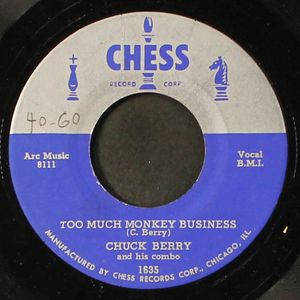 CHESS
RECORD CORP.
40-60
Arc Music
8111
Vocal
B.M.I.
TOO MUCH MONKEY BUSINESS
(C. Berry)
CHUCK BERRY
and his combo
1635
MANUFACTURED BY CHESS RECORDS CORP., CHICAGO, ILL.